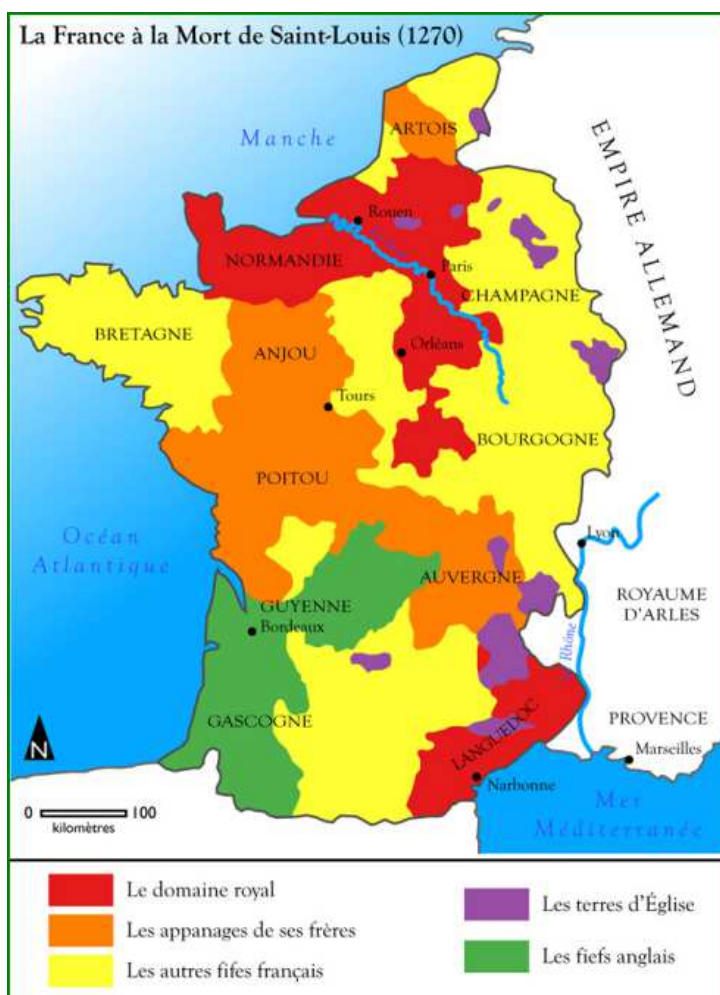 La France à la Mort de Saint-Louis (1270)
Manche
ARTOIS
EMPIRE ALLEMAND
Rouen
NORMANDIE
Paris
CHAMPAGNE
BRETAGNE
ANJOU
Orléans
Tours
BOURGOGNE
POITOU
Océan
Atlantique
Lyon
AUVERGNE
ROYAUME
D'ARLES
GUYENNE
Bordeaux
Rhône
GASCOGNE
LANGUEDOC
PROVENCE
Marseilles
N
Narbonne
0 100
kilomètres
Mer
Méditerranée
Le domaine royal
Les appanages de ses frères
Les autres fifes français
Les terres d'Église
Les fiefs anglais